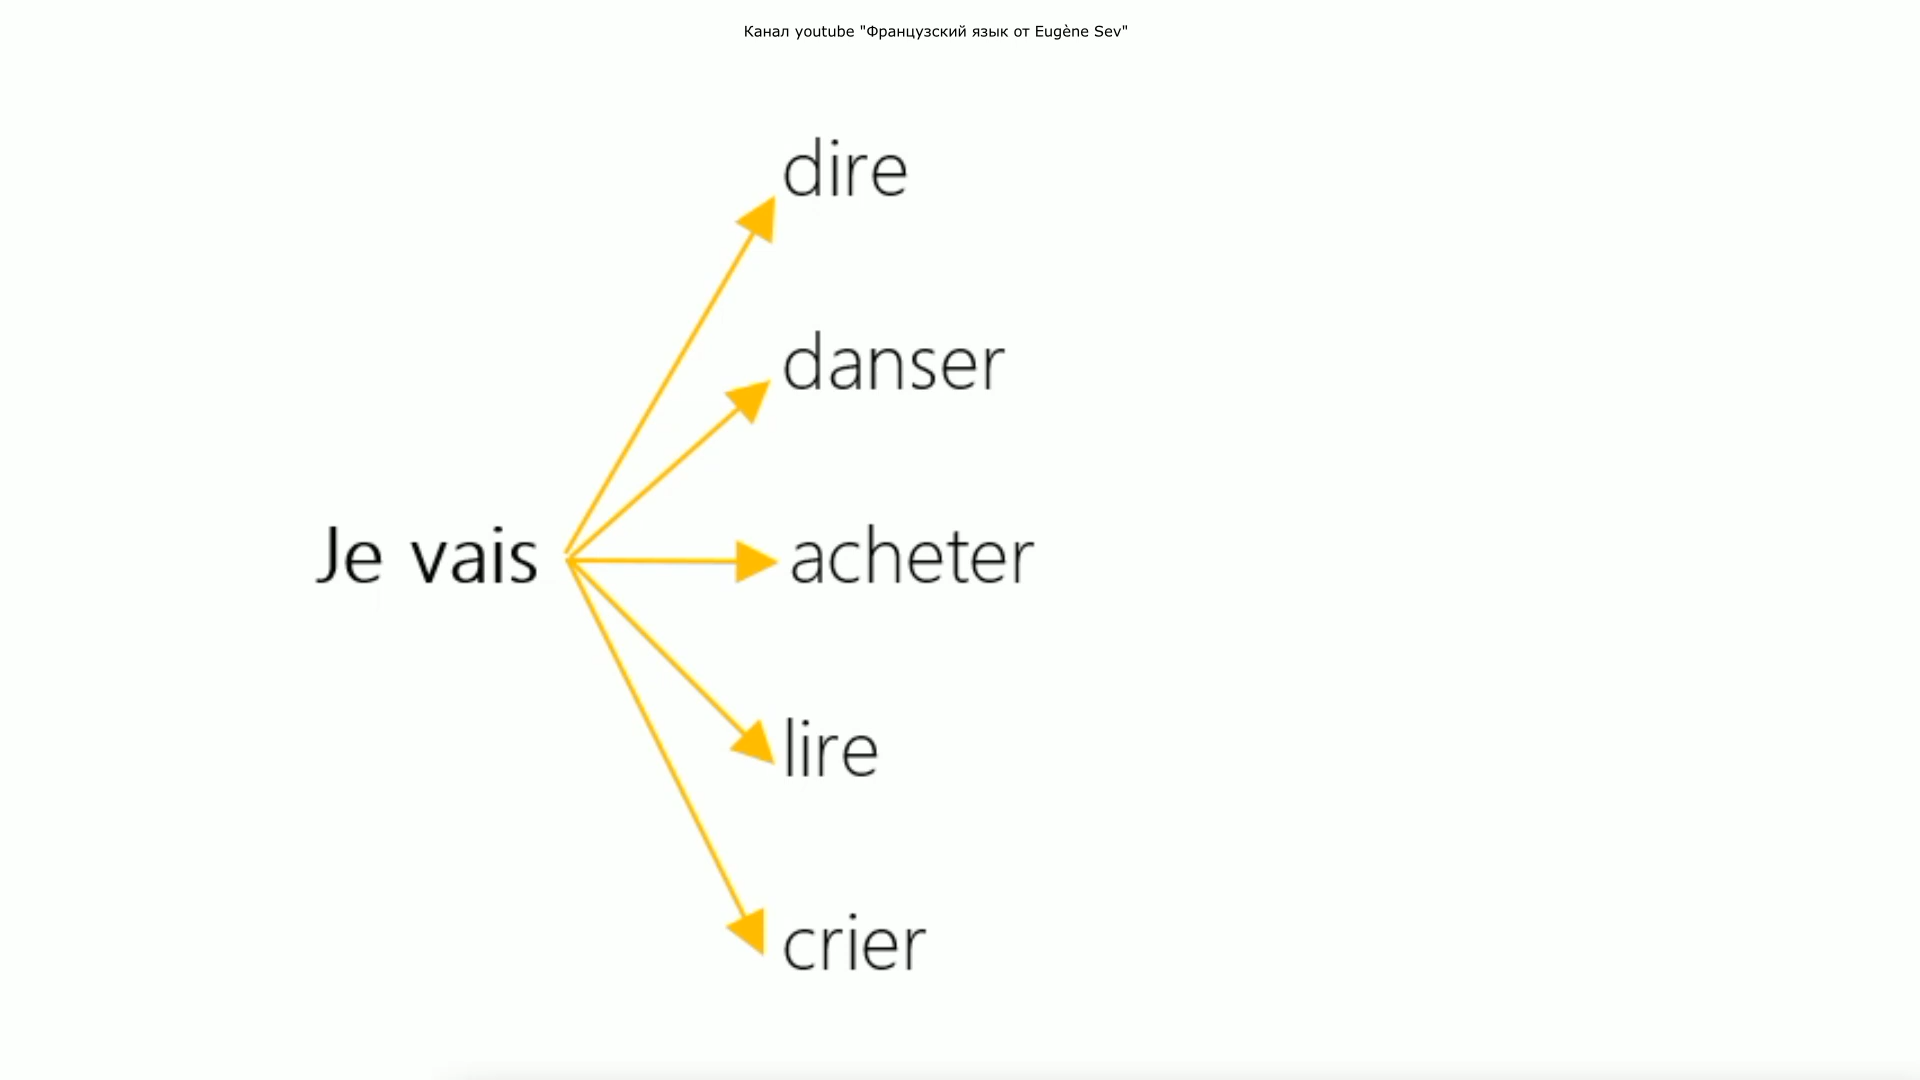 Канал youtube "Французский язык от Eugène Sev"
dire
danser
Je vais
acheter
lire
crier